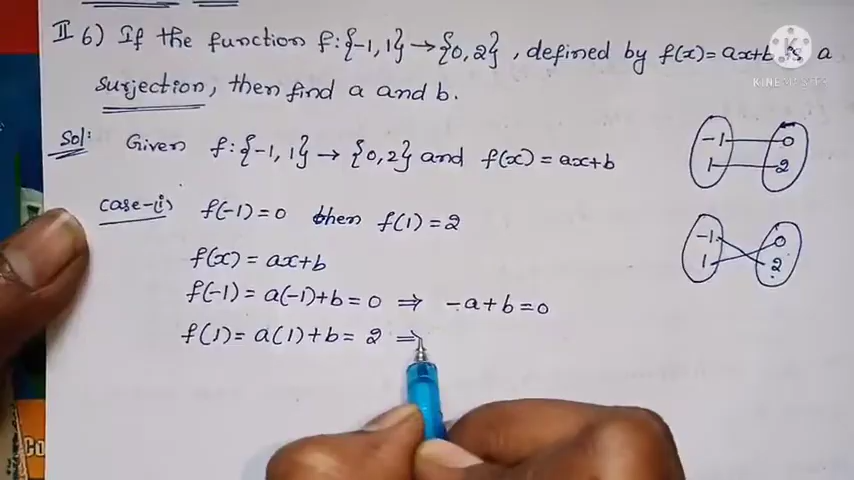 II 6) If the function f:{-1, 1} → {0, 2}, defined by f(x) = ax+b is a
surjection, then find a and b.
Sol: Given f:{-1, 1} → {0, 2} and f(x) = ax+b
case-(i) f(-1) = 0 then f(1) = 2
f(x) = ax+b
f(-1) = a(-1)+b = 0 ⇒ -a+b = 0
f(1) = a(1)+b = 2 ⇒
-1 0
1 2
-1 0
1 2
KINEMASTER
Co